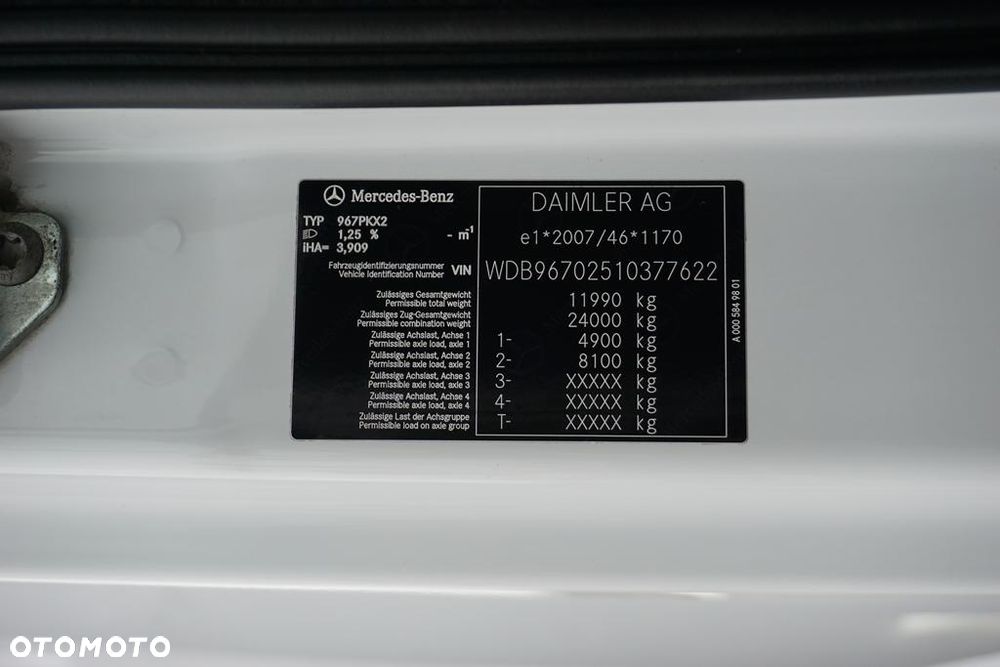 Mercedes-Benz
DAIMLER AG
TYP 967PKX2
1,25 % - m-1
iHA= 3,909
e1*2007/46*1170
Fahrzeugidentifizierungsnummer
Vehicle Identification Number
VIN WDB96702510377622
Zulässiges Gesamtgewicht
Permissible total weight
11990 kg
Zulässiges Zug-Gesamtgewicht
Permissible combination weight
24000 kg
Zulässige Achslast, Achse 1
Permissible axle load, axle 1
1- 4900 kg
Zulässige Achslast, Achse 2
Permissible axle load, axle 2
2- 8100 kg
Zulässige Achslast, Achse 3
Permissible axle load, axle 3
3- XXXXX kg
Zulässige Achslast, Achse 4
Permissible axle load, axle 4
4- XXXXX kg
Zulässige Last der Achsgruppe
Permissible load on axle group
T- XXXXX kg
A 000 584 98 01
OTOMOTO